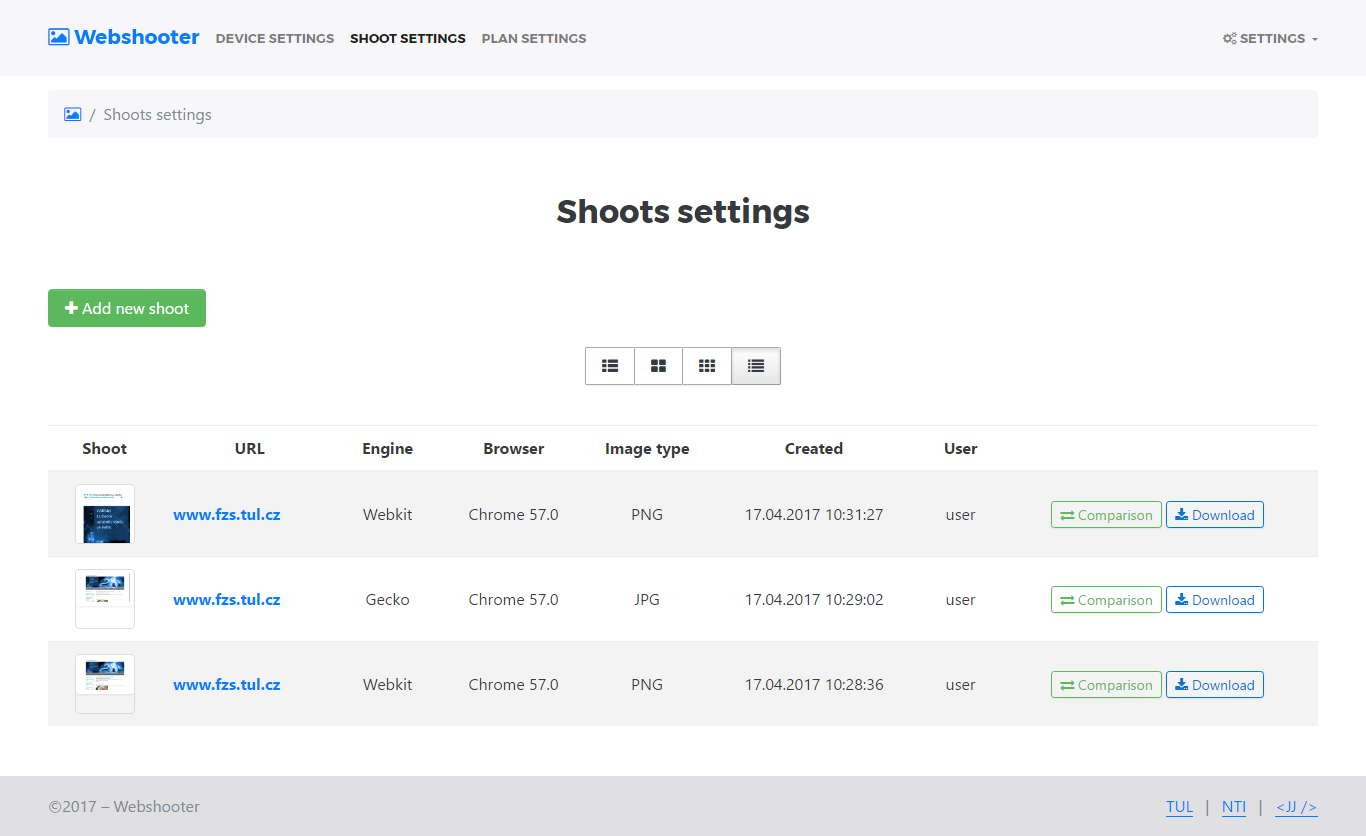 Webshooter DEVICE SETTINGS SHOOT SETTINGS PLAN SETTINGS SETTINGS
/ Shoots settings
Shoots settings
Add new shoot
Shoot URL Engine Browser Image type Created User
www.fzs.tul.cz Webkit Chrome 57.0 PNG 17.04.2017 10:31:27 user Comparison Download
www.fzs.tul.cz Gecko Chrome 57.0 JPG 17.04.2017 10:29:02 user Comparison Download
www.fzs.tul.cz Webkit Chrome 57.0 PNG 17.04.2017 10:28:36 user Comparison Download
©2017 – Webshooter TUL | NTI | <JJ />